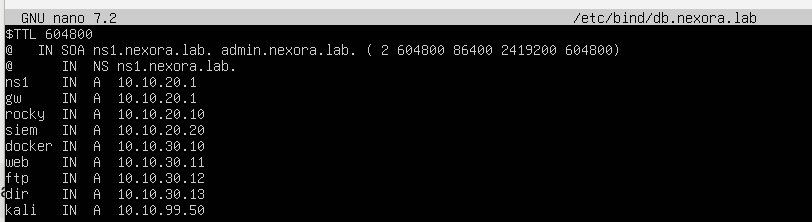 GNU nano 7.2 /etc/bind/db.nexora.lab
$TTL 604800
@ IN SOA ns1.nexora.lab. admin.nexora.lab. ( 2 604800 86400 2419200 604800)
@ IN NS ns1.nexora.lab.
ns1 IN A 10.10.20.1
gw IN A 10.10.20.1
rocky IN A 10.10.20.10
siem IN A 10.10.20.20
docker IN A 10.10.30.10
web IN A 10.10.30.11
ftp IN A 10.10.30.12
dir IN A 10.10.30.13
kali IN A 10.10.99.50